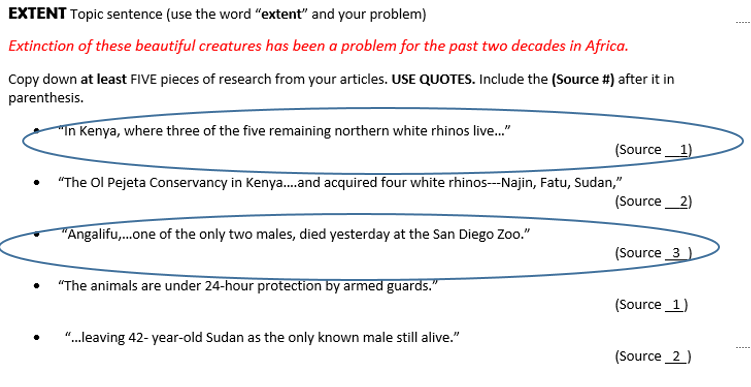 EXTENT Topic sentence (use the word “extent” and your problem)
Extinction of these beautiful creatures has been a problem for the past two decades in Africa.
Copy down at least FIVE pieces of research from your articles. USE QUOTES. Include the (Source #) after it in
parenthesis.
• “In Kenya, where three of the five remaining northern white rhinos live…”
(Source __1)
• “The Ol Pejeta Conservancy in Kenya….and acquired four white rhinos---Najin, Fatu, Sudan,”
(Source __2)
• “Angalifu,…one of the only two males, died yesterday at the San Diego Zoo.”
(Source _3_)
• “The animals are under 24-hour protection by armed guards.”
(Source _1_)
• “…leaving 42- year-old Sudan as the only known male still alive.”
(Source _2_)